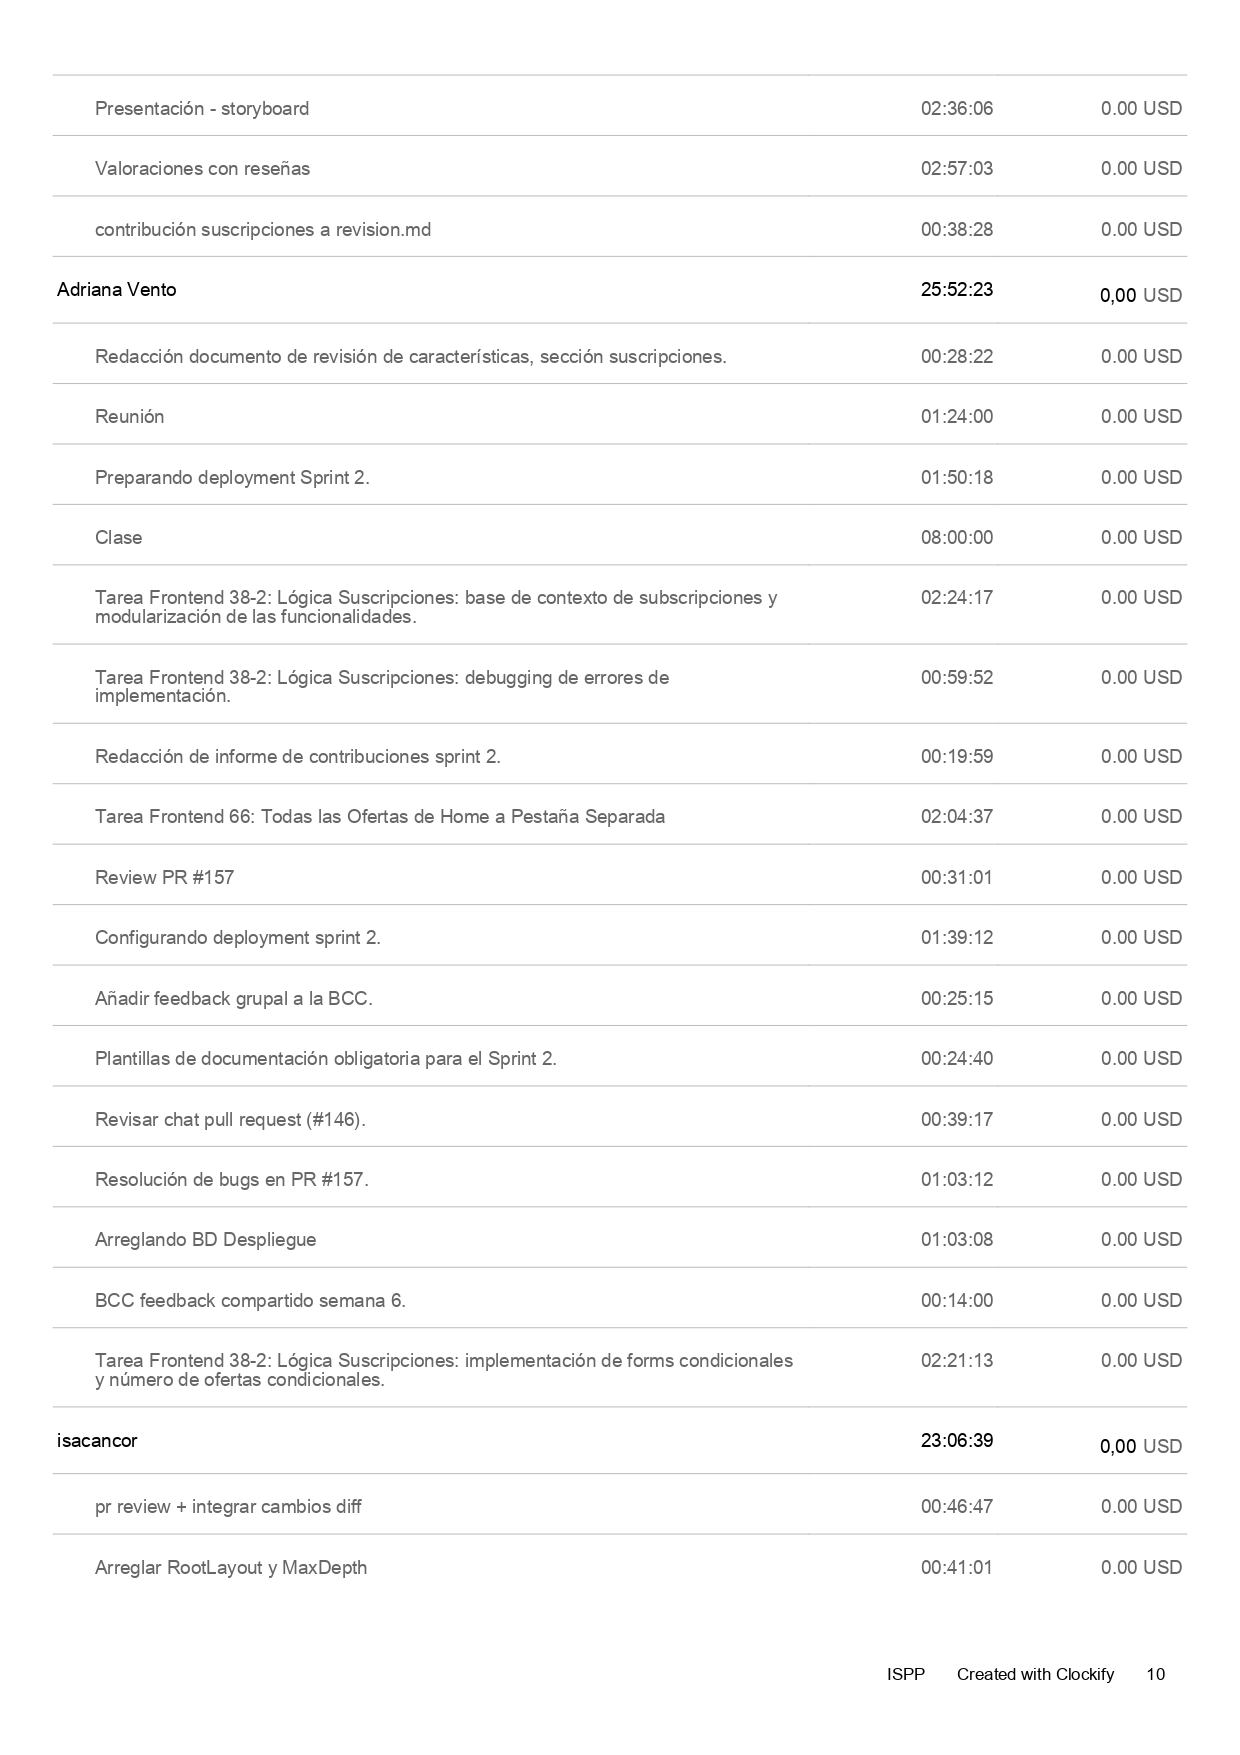 Presentación - storyboard 02:36:06 0.00 USD
Valoraciones con reseñas 02:57:03 0.00 USD
contribución suscripciones a revision.md 00:38:28 0.00 USD
Adriana Vento 25:52:23 0,00 USD
Redacción documento de revisión de características, sección suscripciones. 00:28:22 0.00 USD
Reunión 01:24:00 0.00 USD
Preparando deployment Sprint 2. 01:50:18 0.00 USD
Clase 08:00:00 0.00 USD
Tarea Frontend 38-2: Lógica Suscripciones: base de contexto de subscripciones y 02:24:17 0.00 USD
modularización de las funcionalidades.
Tarea Frontend 38-2: Lógica Suscripciones: debugging de errores de 00:59:52 0.00 USD
implementación.
Redacción de informe de contribuciones sprint 2. 00:19:59 0.00 USD
Tarea Frontend 66: Todas las Ofertas de Home a Pestaña Separada 02:04:37 0.00 USD
Review PR #157 00:31:01 0.00 USD
Configurando deployment sprint 2. 01:39:12 0.00 USD
Añadir feedback grupal a la BCC. 00:25:15 0.00 USD
Plantillas de documentación obligatoria para el Sprint 2. 00:24:40 0.00 USD
Revisar chat pull request (#146). 00:39:17 0.00 USD
Resolución de bugs en PR #157. 01:03:12 0.00 USD
Arreglando BD Despliegue 01:03:08 0.00 USD
BCC feedback compartido semana 6. 00:14:00 0.00 USD
Tarea Frontend 38-2: Lógica Suscripciones: implementación de forms condicionales 02:21:13 0.00 USD
y número de ofertas condicionales.
isacancor 23:06:39 0,00 USD
pr review + integrar cambios diff 00:46:47 0.00 USD
Arreglar RootLayout y MaxDepth 00:41:01 0.00 USD
ISPP Created with Clockify 10